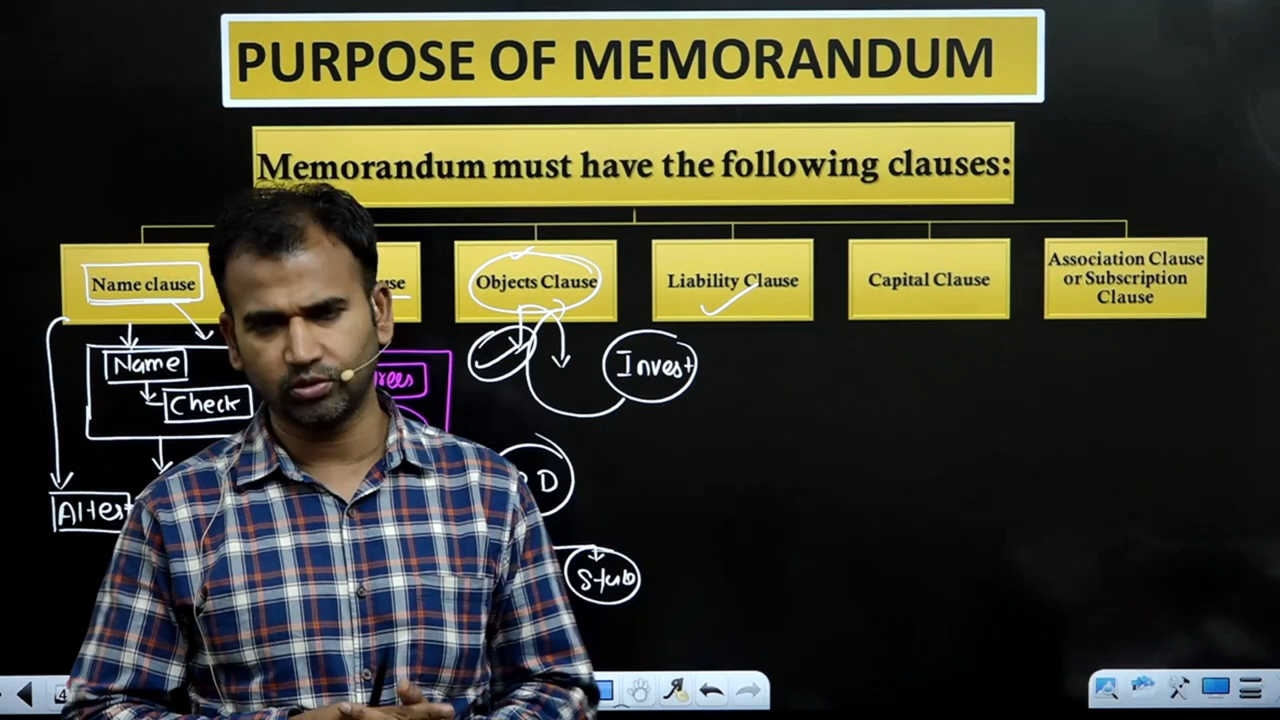 PURPOSE OF MEMORANDUM
Memorandum must have the following clauses:
Name clause
Objects Clause
Liability Clause
Capital Clause
Association Clause
or Subscription
Clause
Name
Check
Invest
D
4